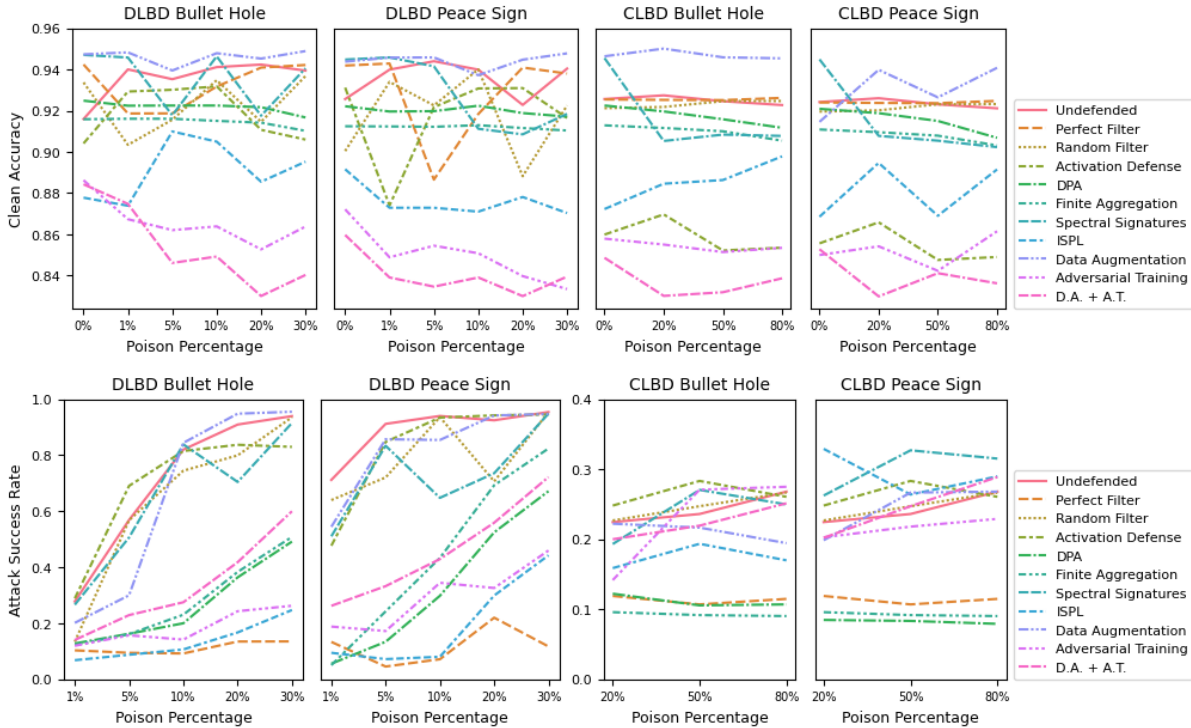 DLBD Bullet Hole DLBD Peace Sign CLBD Bullet Hole CLBD Peace Sign
0.96
0.94
0.92
0.90
0.88
0.86
0.84
Clean Accuracy
0% 1% 5% 10% 20% 30% 0% 1% 5% 10% 20% 30% 0% 20% 50% 80% 0% 20% 50% 80%
Poison Percentage Poison Percentage Poison Percentage Poison Percentage
Undefended
Perfect Filter
Random Filter
Activation Defense
DPA
Finite Aggregation
Spectral Signatures
ISPL
Data Augmentation
Adversarial Training
D.A. + A.T.
DLBD Bullet Hole DLBD Peace Sign CLBD Bullet Hole CLBD Peace Sign
1.0
0.8
0.6
0.4
0.2
0.0
Attack Success Rate
0.4
0.3
0.2
0.1
0.0
1% 5% 10% 20% 30% 1% 5% 10% 20% 30% 20% 50% 80% 20% 50% 80%
Poison Percentage Poison Percentage Poison Percentage Poison Percentage
Undefended
Perfect Filter
Random Filter
Activation Defense
DPA
Finite Aggregation
Spectral Signatures
ISPL
Data Augmentation
Adversarial Training
D.A. + A.T.